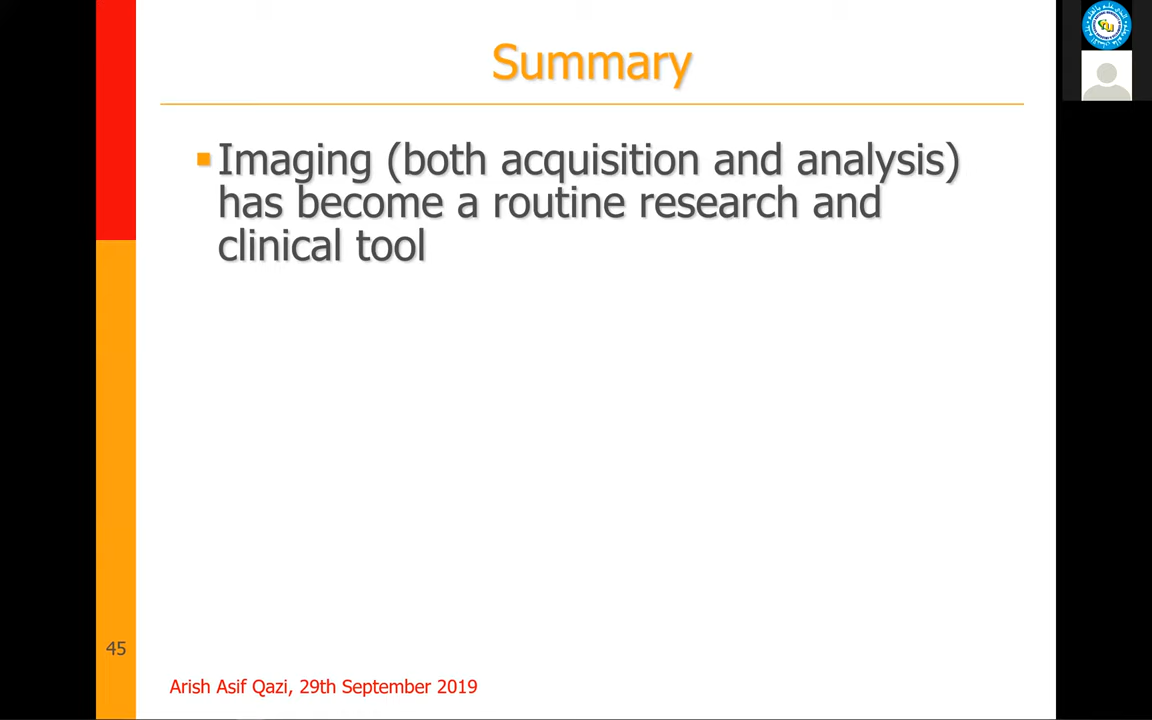 Summary
Imaging (both acquisition and analysis)
has become a routine research and
clinical tool
45
Arish Asif Qazi, 29th September 2019